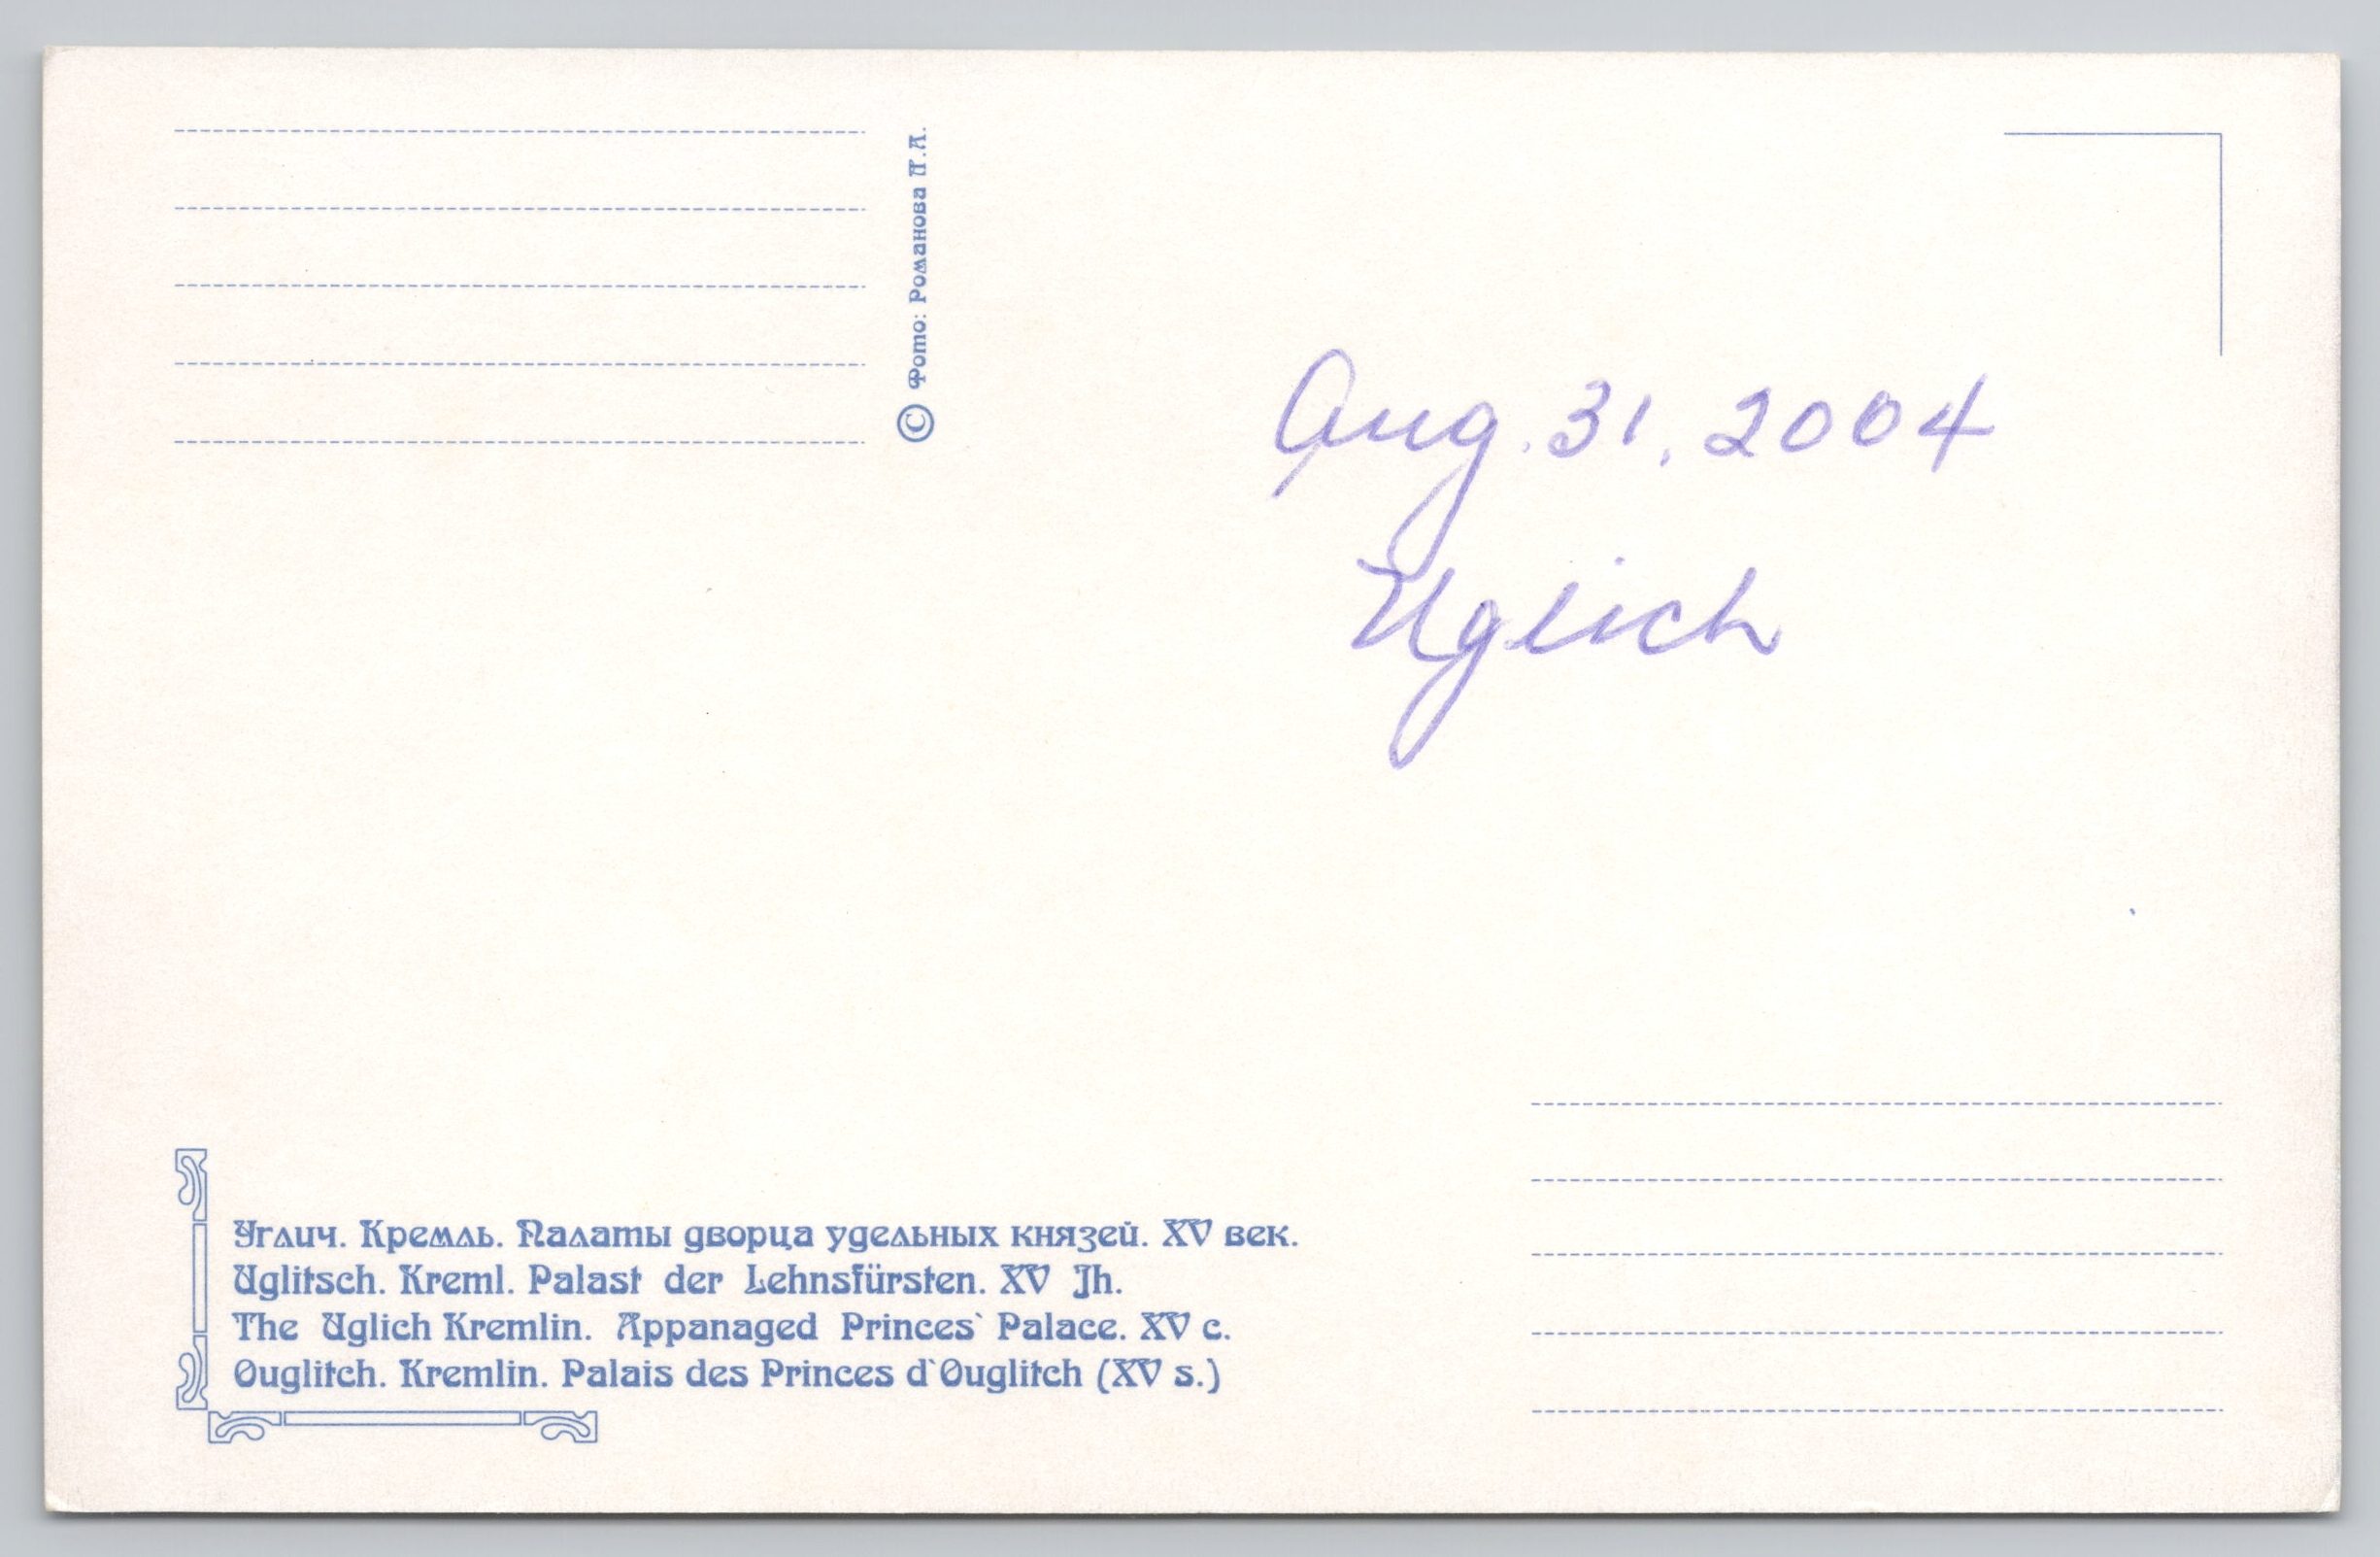 © Фото: Романова П.А.
Aug. 31, 2004
Uglich
Углич. Кремль. Палаты дворца удельных князей. XV век.
Uglitsch. Kreml. Palast der Lehnsfürsten. XV Jh.
The Uglich Kremlin. Appanaged Princes` Palace. XV c.
Ouglitch. Kremlin. Palais des Princes d`Ouglitch (XV s.)